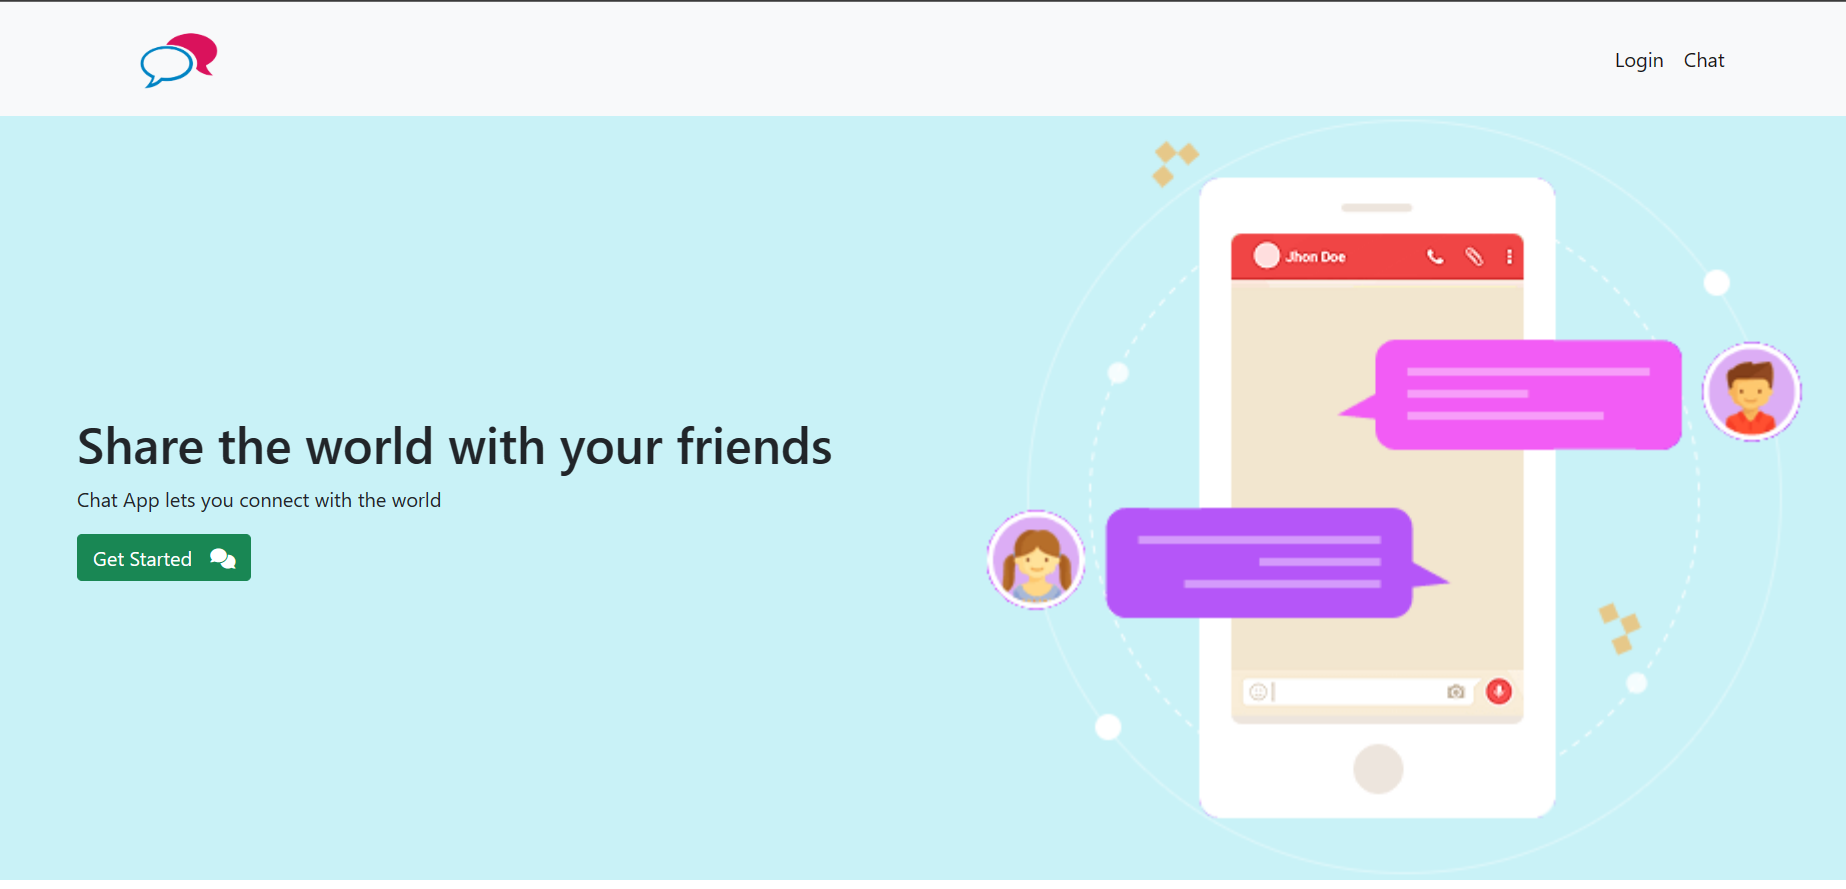 Login Chat
Share the world with your friends
Chat App lets you connect with the world
Get Started
Jhon Doe